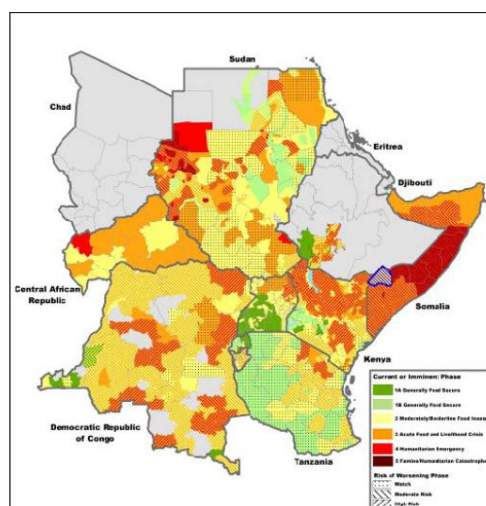 Sudan
Chad
Eritrea
Djibouti
Central African
Republic
Somalia
Kenya
Democratic Republic
of Congo
Tanzania
Current or Imminent Phase
1A Generally Food Secure
1B Generally Food Secure
2 Moderately/Borderline Food Insec
3 Acute Food and Livelihood Crisis
4 Humanitarian Emergency
5 Famine/Humanitarian Catastrophe
Risk of Worsening Phase
Watch
Moderate Risk
High Risk